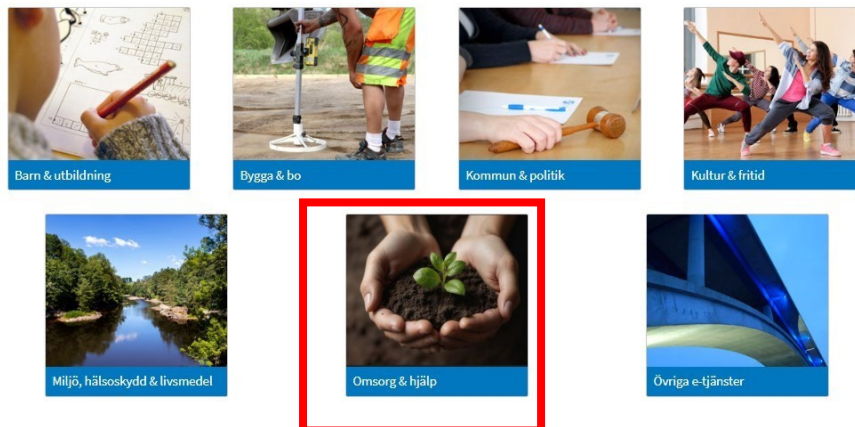 Barn & utbildning
Bygga & bo
Kommun & politik
Kultur & fritid
Miljö, hälsoskydd & livsmedel
Omsorg & hjälp
Övriga e-tjänster